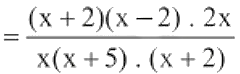 = (x + 2)(x − 2) . 2x
x(x + 5) . (x + 2)